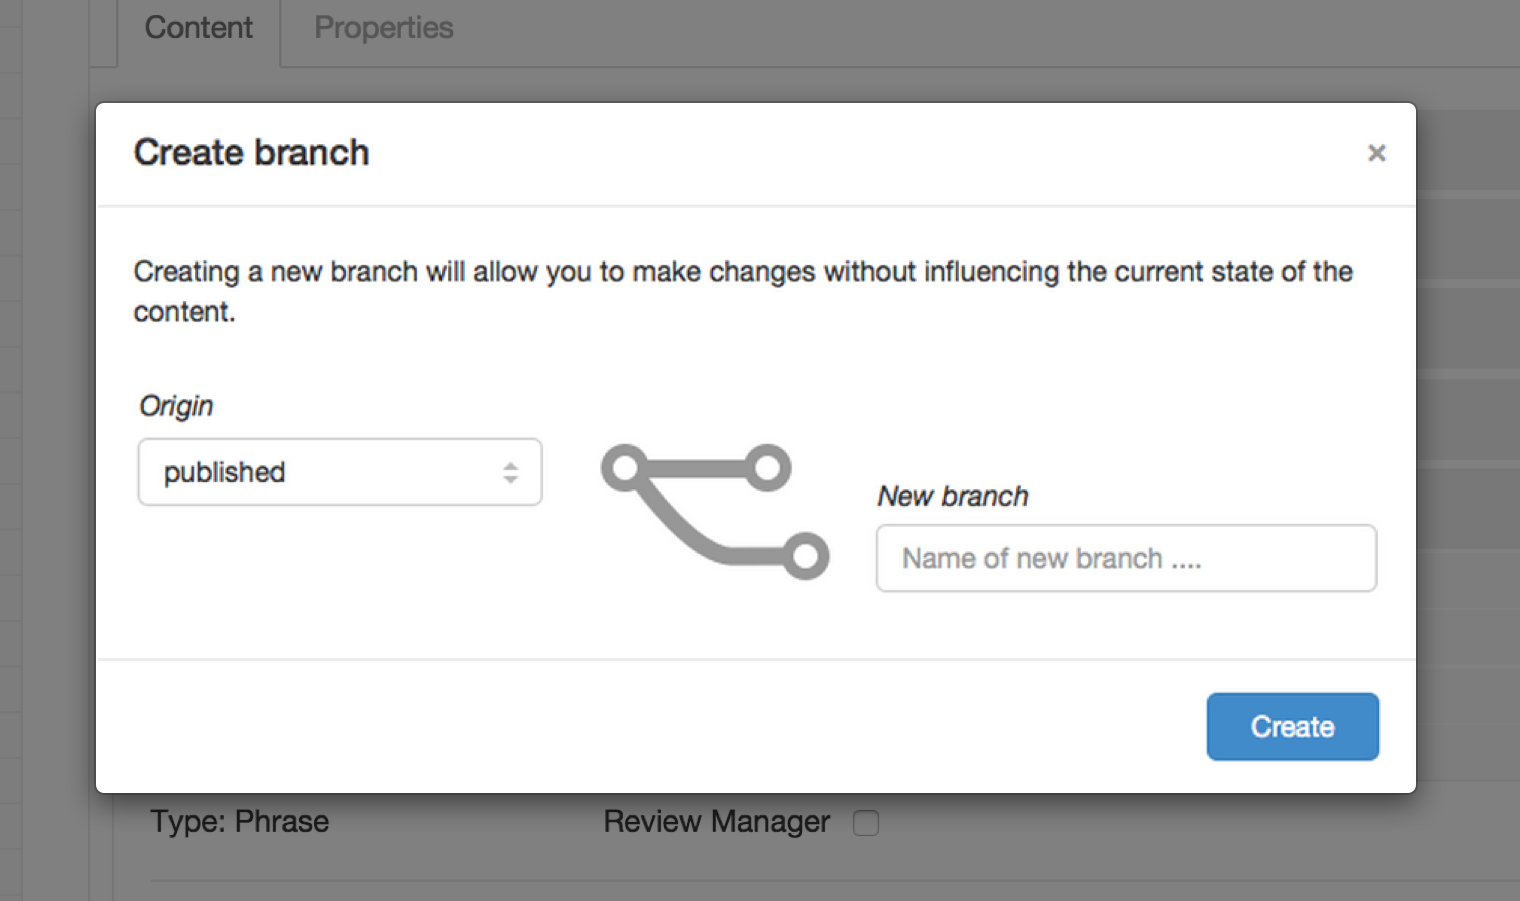 Content
Properties
Create branch
×
Creating a new branch will allow you to make changes without influencing the current state of the
content.
Origin
published
New branch
Name of new branch ....
Create
Type: Phrase
Review Manager